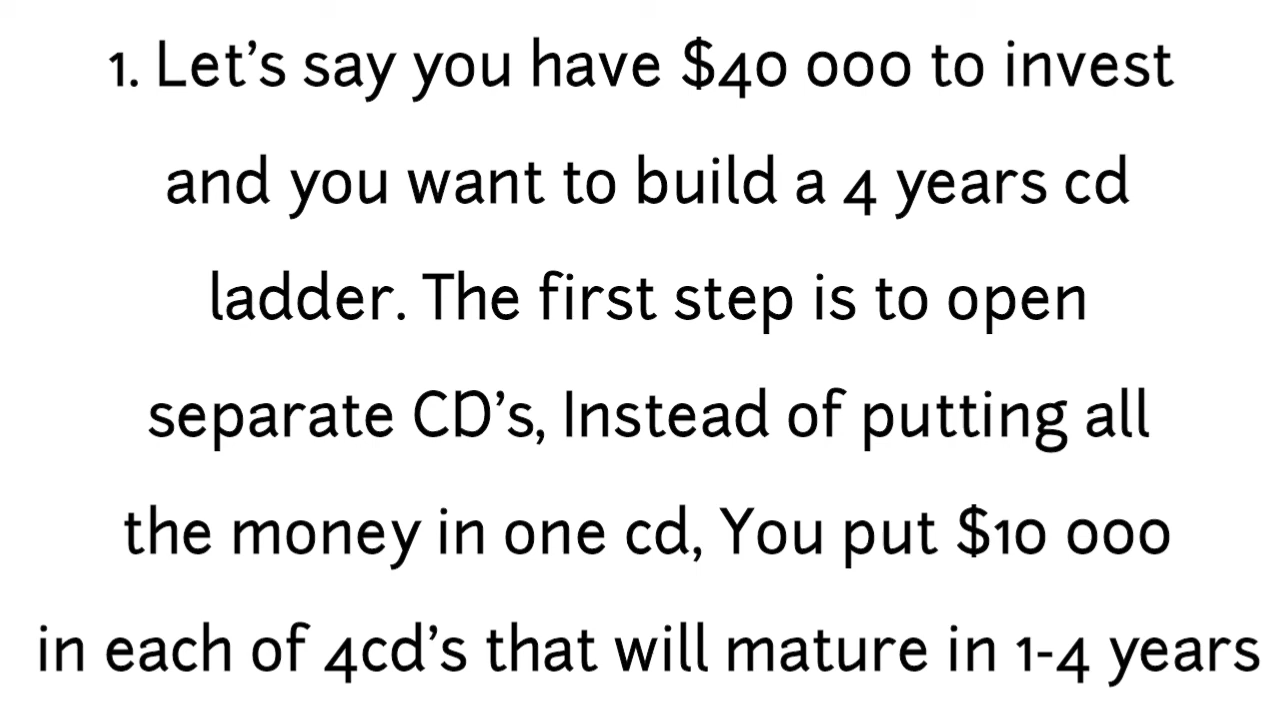 1. Let’s say you have $40 000 to invest
and you want to build a 4 years cd
ladder. The first step is to open
separate CD’s, Instead of putting all
the money in one cd, You put $10 000
in each of 4cd’s that will mature in 1-4 years